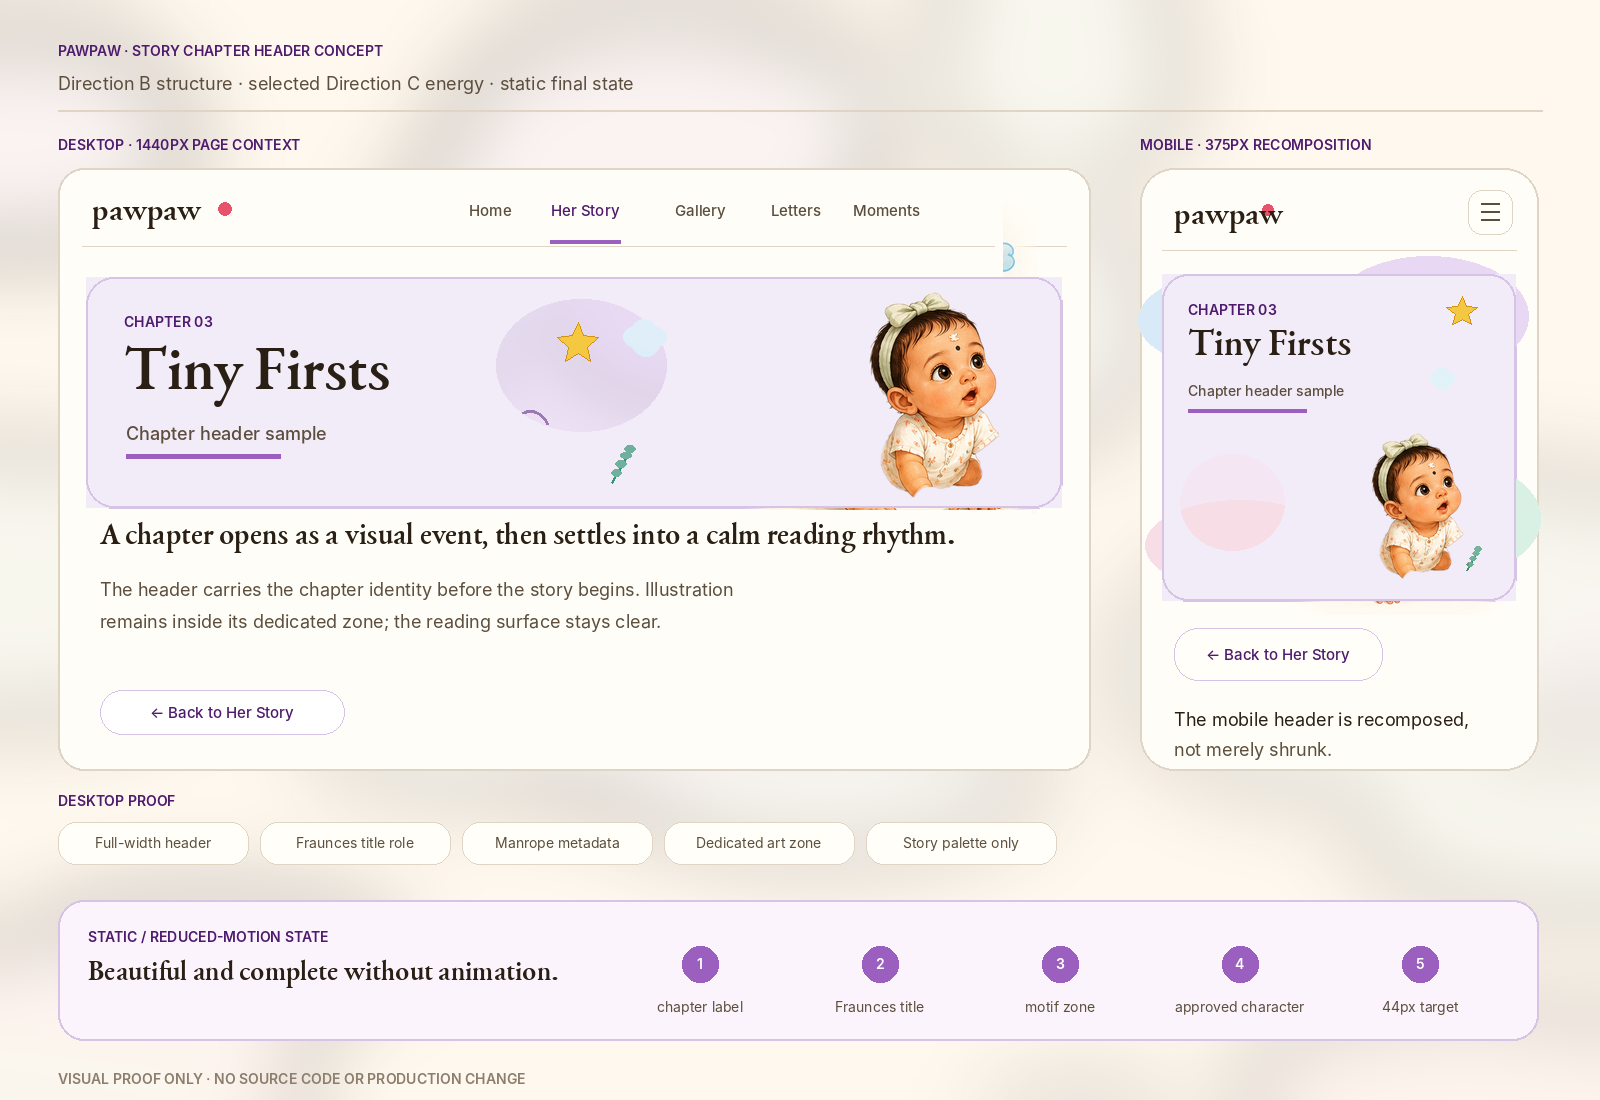 PAWPAW · STORY CHAPTER HEADER CONCEPT
Direction B structure · selected Direction C energy · static final state
DESKTOP · 1440PX PAGE CONTEXT
pawpaw
Home
Her Story
Gallery
Letters
Moments
CHAPTER 03
Tiny Firsts
Chapter header sample
A chapter opens as a visual event, then settles into a calm reading rhythm.
The header carries the chapter identity before the story begins. Illustration
remains inside its dedicated zone; the reading surface stays clear.
← Back to Her Story
MOBILE · 375PX RECOMPOSITION
pawpaw
CHAPTER 03
Tiny Firsts
Chapter header sample
← Back to Her Story
The mobile header is recomposed,
not merely shrunk.
DESKTOP PROOF
Full-width header
Fraunces title role
Manrope metadata
Dedicated art zone
Story palette only
STATIC / REDUCED-MOTION STATE
Beautiful and complete without animation.
1
chapter label
2
Fraunces title
3
motif zone
4
approved character
5
44px target
VISUAL PROOF ONLY · NO SOURCE CODE OR PRODUCTION CHANGE